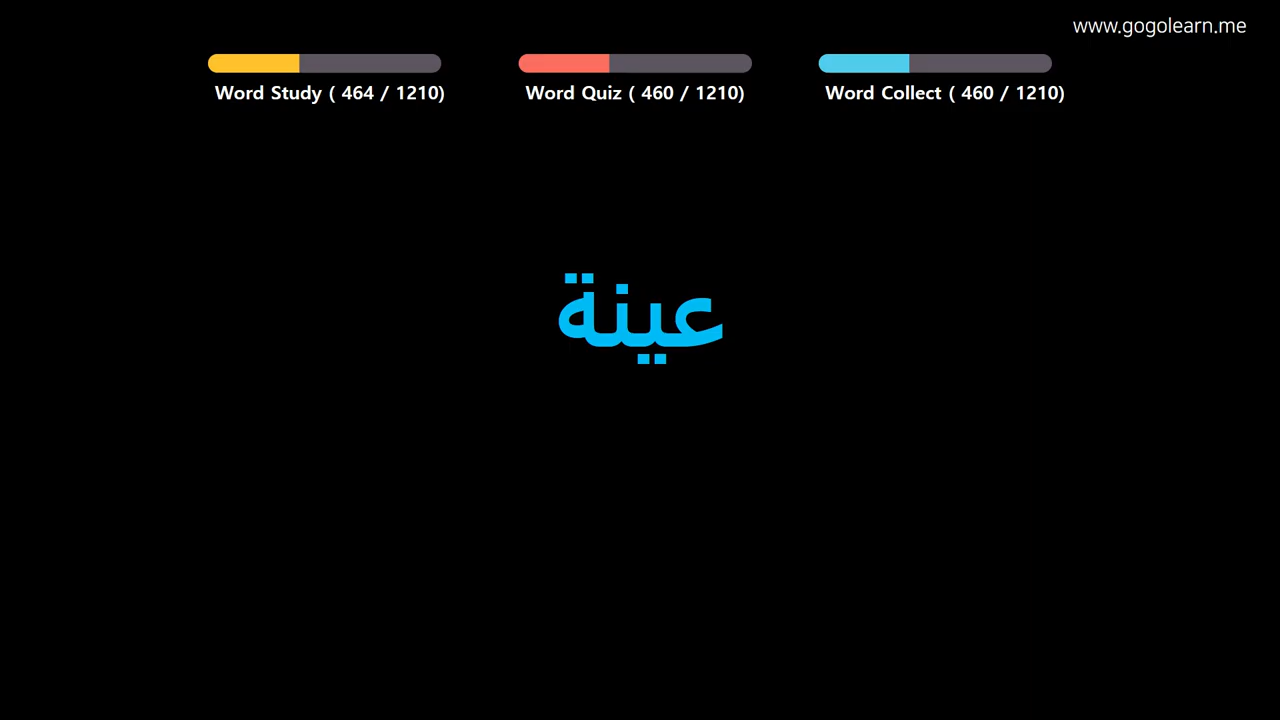 www.gogolearn.me
Word Study ( 464 / 1210)
Word Quiz ( 460 / 1210)
Word Collect ( 460 / 1210)
عينة